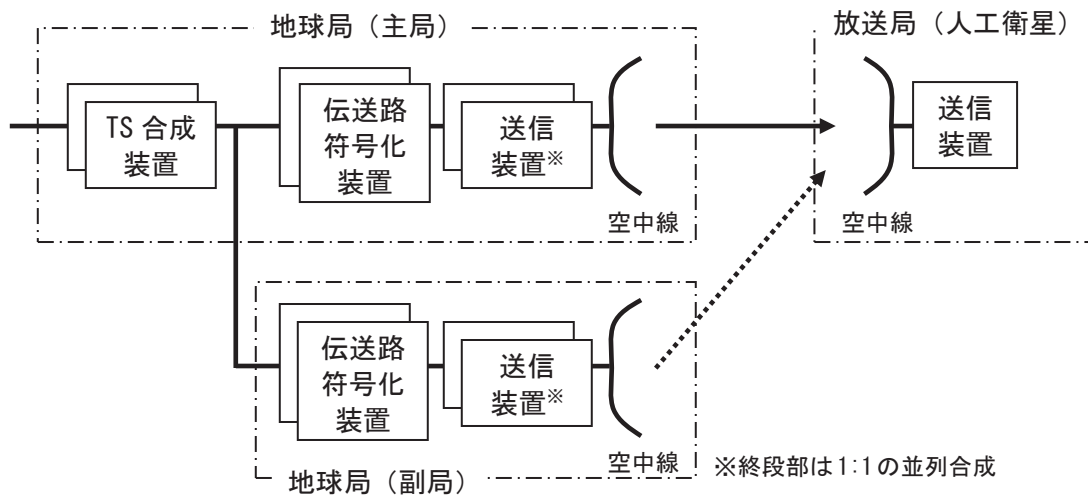 地球局（主局）
放送局（人工衛星）
TS 合成
装置
伝送路
符号化
装置
送信
装置※
空中線
送信
装置
空中線
伝送路
符号化
装置
送信
装置※
空中線
地球局（副局）
※終段部は1:1の並列合成